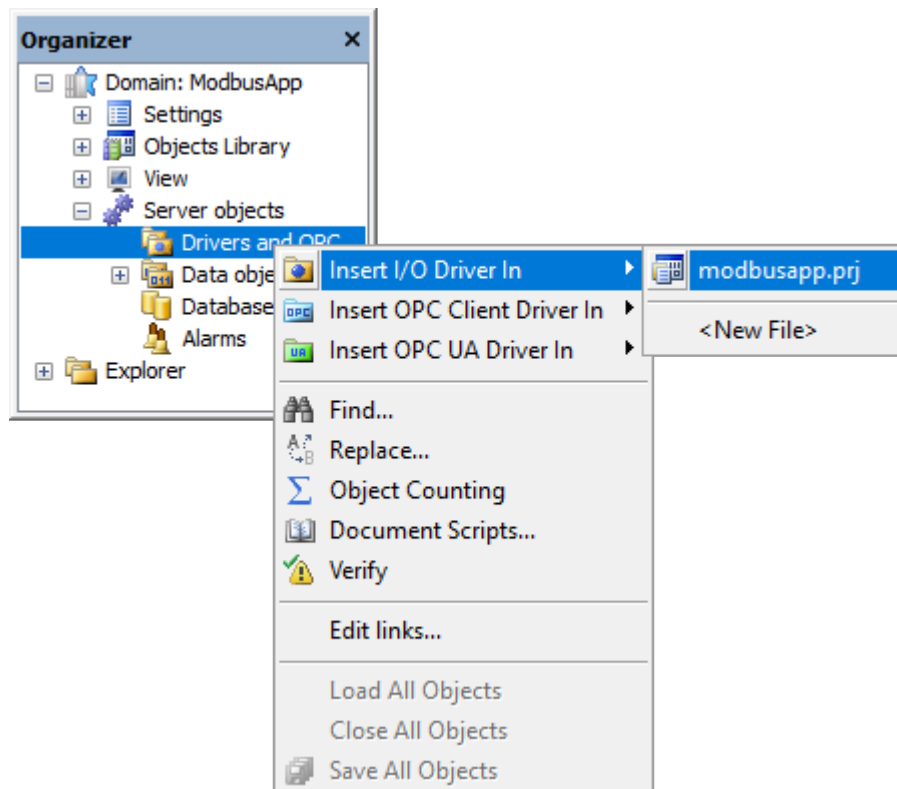 Organizer
Domain: ModbusApp
Settings
Objects Library
View
Server objects
Drivers and OPC
Data obje
Database
Alarms
Explorer
Insert I/O Driver In
Insert OPC Client Driver In
Insert OPC UA Driver In
Find...
Replace...
Object Counting
Document Scripts...
Verify
Edit links...
Load All Objects
Close All Objects
Save All Objects
modbusapp.prj
<New File>